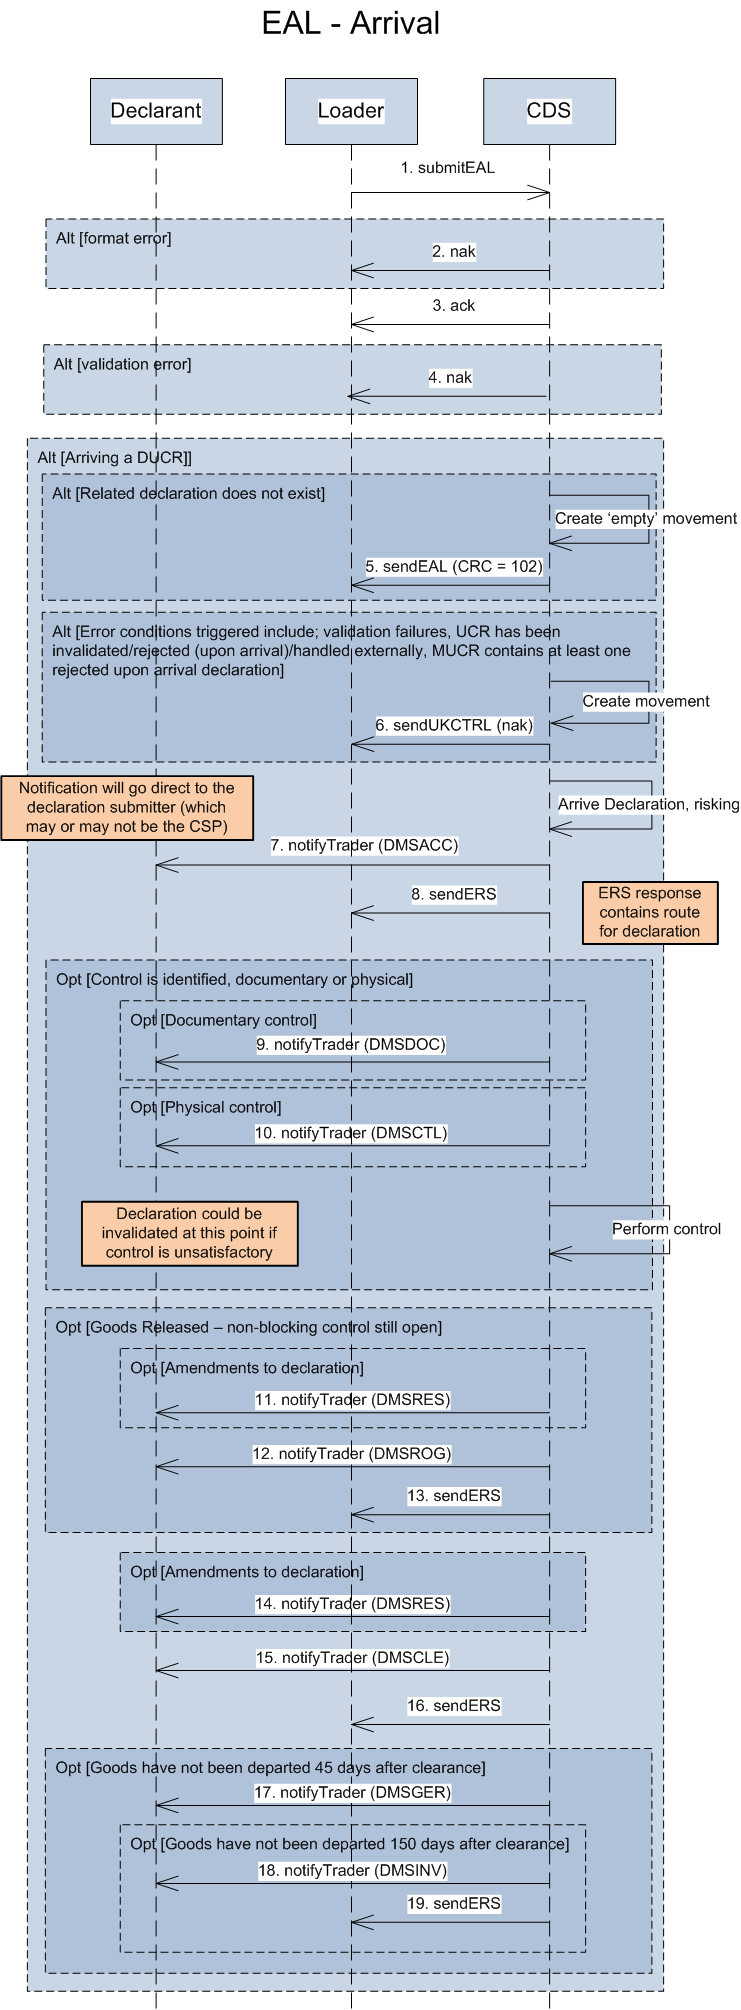 EAL - Arrival
Declarant
Loader
CDS
1. submitEAL
Alt [format error]
2. nak
3. ack
Alt [validation error]
4. nak
Alt [Arriving a DUCR]]
Alt [Related declaration does not exist]
Create ‘empty’ movement
5. sendEAL (CRC = 102)
Alt [Error conditions triggered include; validation failures, UCR has been
invalidated/rejected (upon arrival)/handled externally, MUCR contains at least one
rejected upon arrival declaration]
Create movement
6. sendUKCTRL (nak)
Notification will go direct to the
declaration submitter (which
may or may not be the CSP)
Arrive Declaration, risking
7. notifyTrader (DMSACC)
8. sendERS
ERS response
contains route
for declaration
Opt [Control is identified, documentary or physical]
Opt [Documentary control]
9. notifyTrader (DMSDOC)
Opt [Physical control]
10. notifyTrader (DMSCTL)
Declaration could be
invalidated at this point if
control is unsatisfactory
Perform control
Opt [Goods Released – non-blocking control still open]
Opt [Amendments to declaration]
11. notifyTrader (DMSRES)
12. notifyTrader (DMSROG)
13. sendERS
Opt [Amendments to declaration]
14. notifyTrader (DMSRES)
15. notifyTrader (DMSCLE)
16. sendERS
Opt [Goods have not been departed 45 days after clearance]
17. notifyTrader (DMSGER)
Opt [Goods have not been departed 150 days after clearance]
18. notifyTrader (DMSINV)
19. sendERS